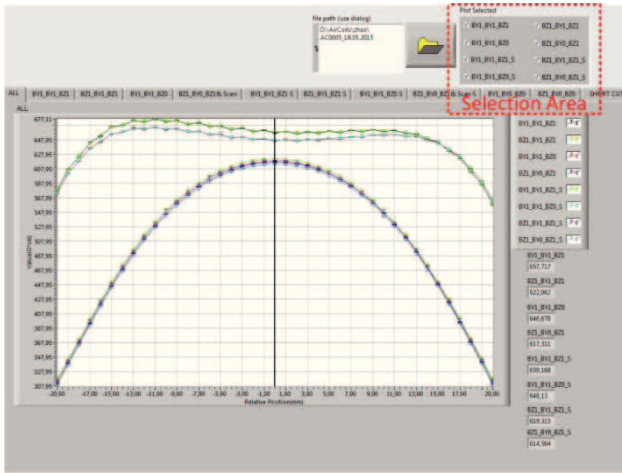 file path (use dialog)
D:\AirCoils\zhao\
AC0005_18.05.2015
Plot Selected
BY1_BY1_BZ1
BZ1_BY1_BZ1
BY1_BY1_BZ0
BZ1_BY0_BZ1
BY1_BY1_BZ1_S
BZ1_BY1_BZ1_S
BY1_BY1_BZ0_S
BZ1_BY0_BZ1_S
Selection Area
ALL BY1_BY1_BZ1 BZ1_BY1_BZ1 BY1_BY1_BZ0 BZ1_BY0_BZ1& Scan BY1_BY1_BZ1 S BZ1_BY1_BZ1 S BY1_BY1_BZ0 S BZ1_BY0_BZ1& Scan S BY1_BY0_BZ0 BZ1_BY0_BZ0 SHORT CUT
ALL
677,11
647,95
627,95
607,95
587,95
567,95
547,95
527,95
507,95
487,95
467,95
447,95
427,95
407,95
387,95
367,95
347,95
327,95
307,95
Value(Gauss)
-20,00 -17,00 -15,00 -13,00 -11,00 -9,00 -7,00 -5,00 -3,00 -1,00 1,00 3,00 5,00 7,00 9,00 11,00 13,00 15,00 17,00 20,00
Relative Position(mm)
BY1_BY1_BZ1
BZ1_BY1_BZ1
BY1_BY1_BZ0
BZ1_BY0_BZ1
BY1_BY1_BZ1_S
BY1_BY1_BZ0_S
BZ1_BY1_BZ1_S
BZ1_BY0_BZ1_S
BY1_BY1_BZ1
657,717
BZ1_BY1_BZ1
622,062
BY1_BY1_BZ0
646,678
BZ1_BY0_BZ1
617,311
BY1_BY1_BZ1_S
659,168
BY1_BY1_BZ0_S
648,13
BZ1_BY1_BZ1_S
619,315
BZ1_BY0_BZ1_S
614,564